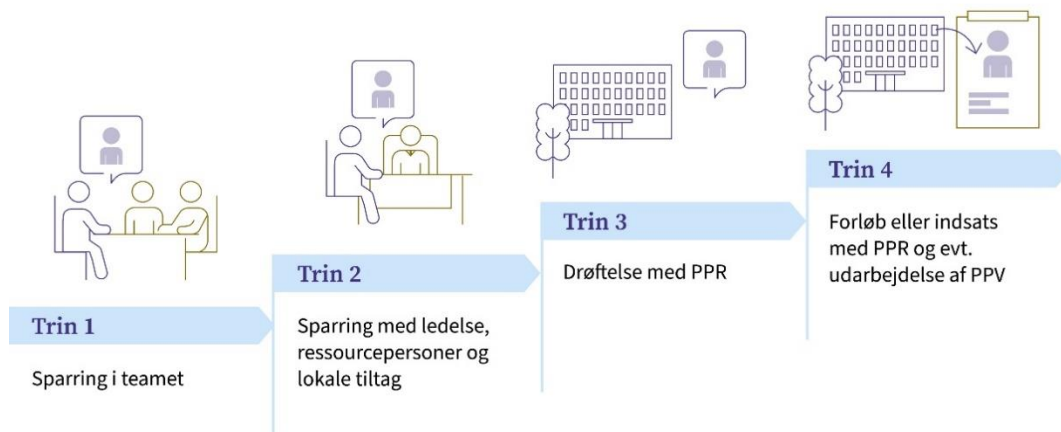 Trin 1
Sparring i teamet
Trin 2
Sparring med ledelse,
ressourcepersoner og
lokale tiltag
Trin 3
Drøftelse med PPR
Trin 4
Forløb eller indsats
med PPR og evt.
udarbejdelse af PPV